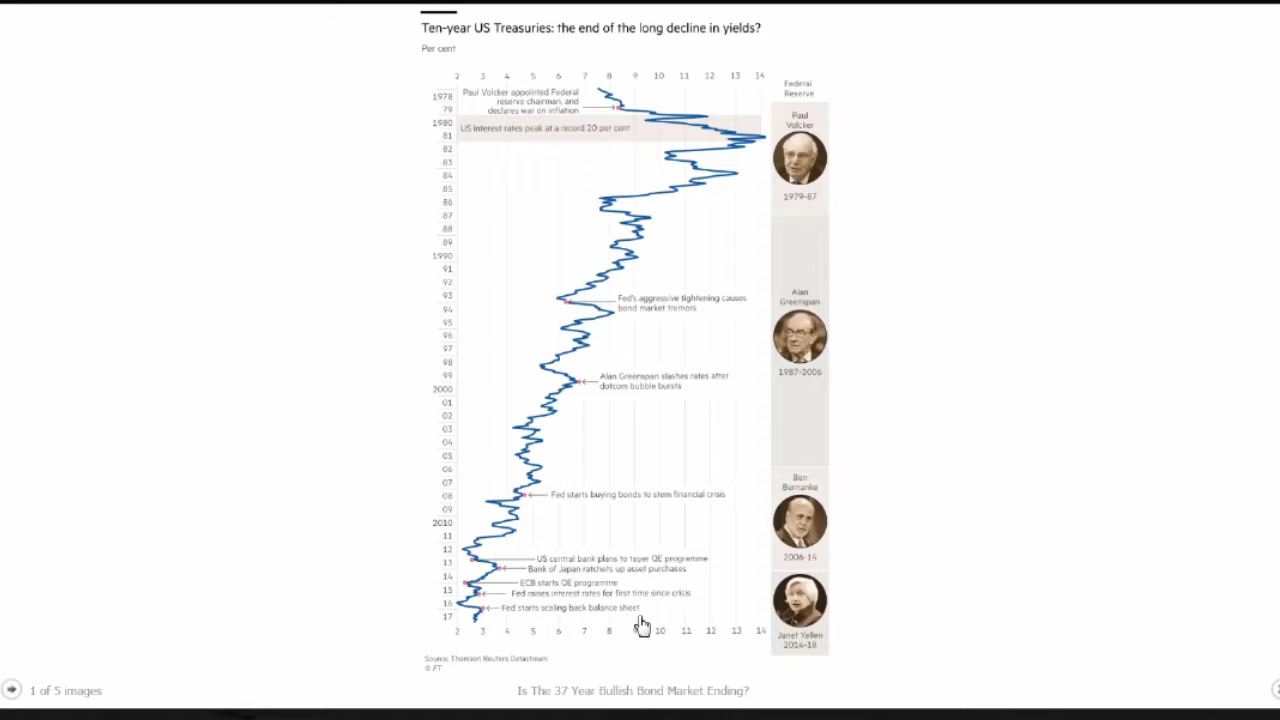 Ten-year US Treasuries: the end of the long decline in yields?
Per cent
2 3 4 5 6 7 8 9 10 11 12 13 14
Federal
Reserve
Paul Volcker appointed Federal
reserve chairman, and
declares war on inflation
US interest rates peak at a record 20 per cent
1978
79
1980
81
82
83
84
85
86
87
88
89
1990
91
92
93
94
95
96
97
98
99
2000
01
02
03
04
05
06
07
08
09
2010
11
12
13
14
15
16
17
Paul
Volcker
1979-87
Fed's aggressive tightening causes
bond market tremors
Alan
Greenspan
1987-2006
Alan Greenspan slashes rates after
dotcom bubble bursts
Fed starts buying bonds to stem financial crisis
Ben
Bernanke
2006-14
US central bank plans to taper QE programme
Bank of Japan ratchets up asset purchases
ECB starts QE programme
Fed raises interest rates for first time since crisis
Fed starts scaling back balance sheet
Janet Yellen
2014-18
2 3 4 5 6 7 8 9 10 11 12 13 14
Source: Thomson Reuters Datastream
© FT
1 of 5 images
Is The 37 Year Bullish Bond Market Ending?